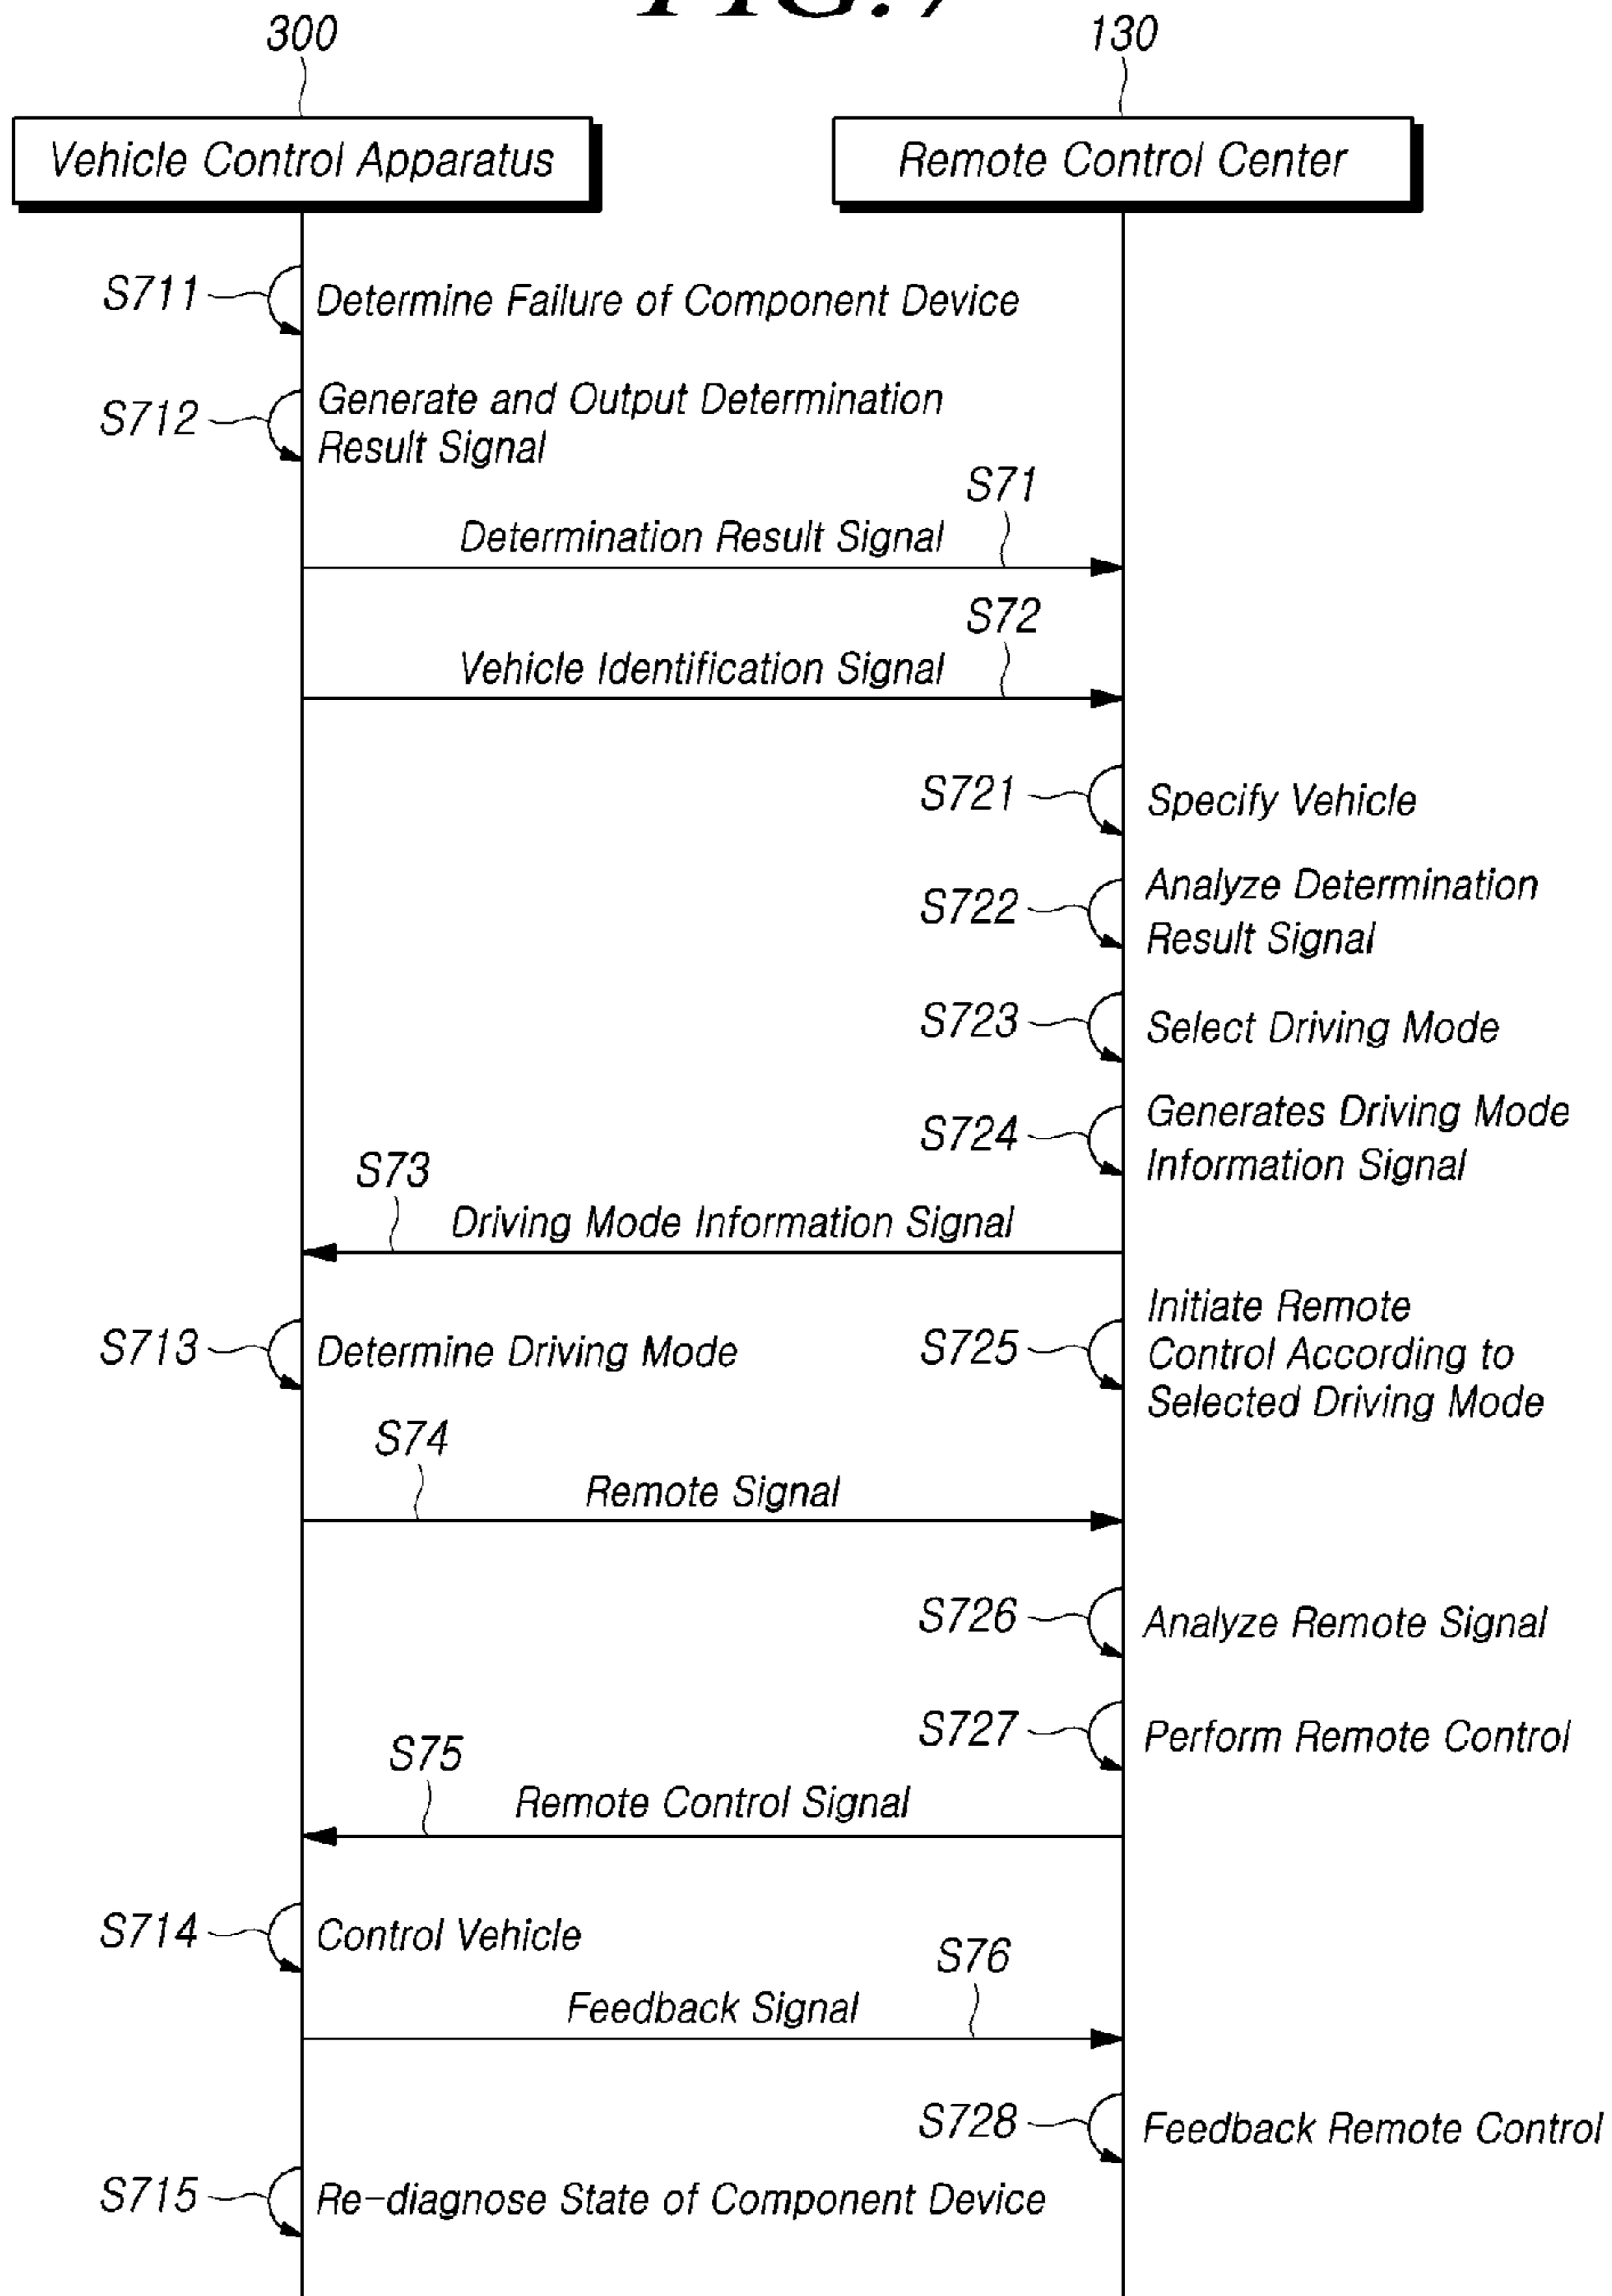 FIG. 7
300
130
Vehicle Control Apparatus
Remote Control Center
S711
Determine Failure of Component Device
S712
Generate and Output Determination
Result Signal
S71
Determination Result Signal
S72
Vehicle Identification Signal
S721
Specify Vehicle
S722
Analyze Determination
Result Signal
S723
Select Driving Mode
S724
Generates Driving Mode
Information Signal
S73
Driving Mode Information Signal
S713
Determine Driving Mode
S725
Initiate Remote
Control According to
Selected Driving Mode
S74
Remote Signal
S726
Analyze Remote Signal
S727
Perform Remote Control
S75
Remote Control Signal
S714
Control Vehicle
S76
Feedback Signal
S728
Feedback Remote Control
S715
Re-diagnose State of Component Device